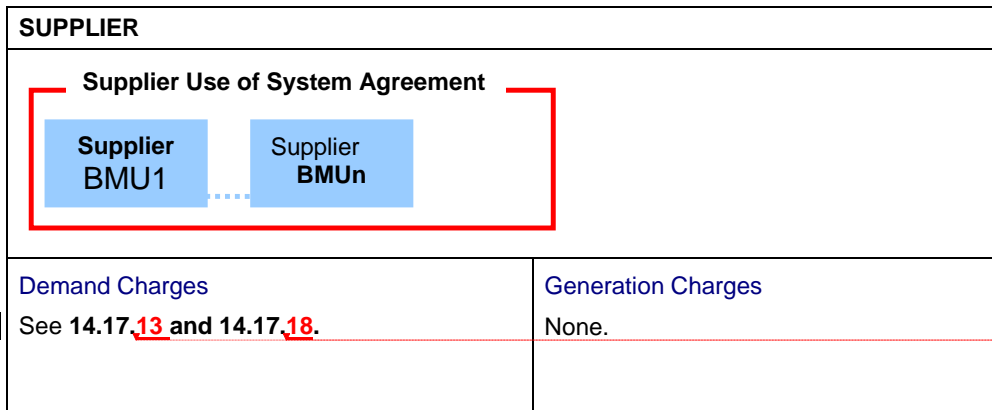 SUPPLIER
Supplier Use of System Agreement
Supplier
BMU1
Supplier
BMUn
Demand Charges
See 14.17.13 and 14.17.18.
Generation Charges
None.